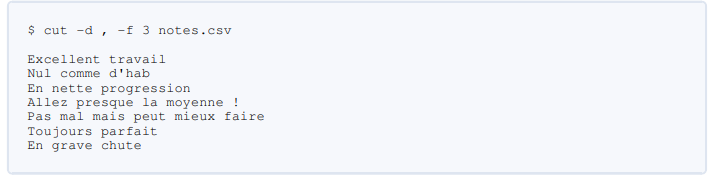 $ cut -d , -f 3 notes.csv
Excellent travail
Nul comme d'hab
En nette progression
Allez presque la moyenne !
Pas mal mais peut mieux faire
Toujours parfait
En grave chute